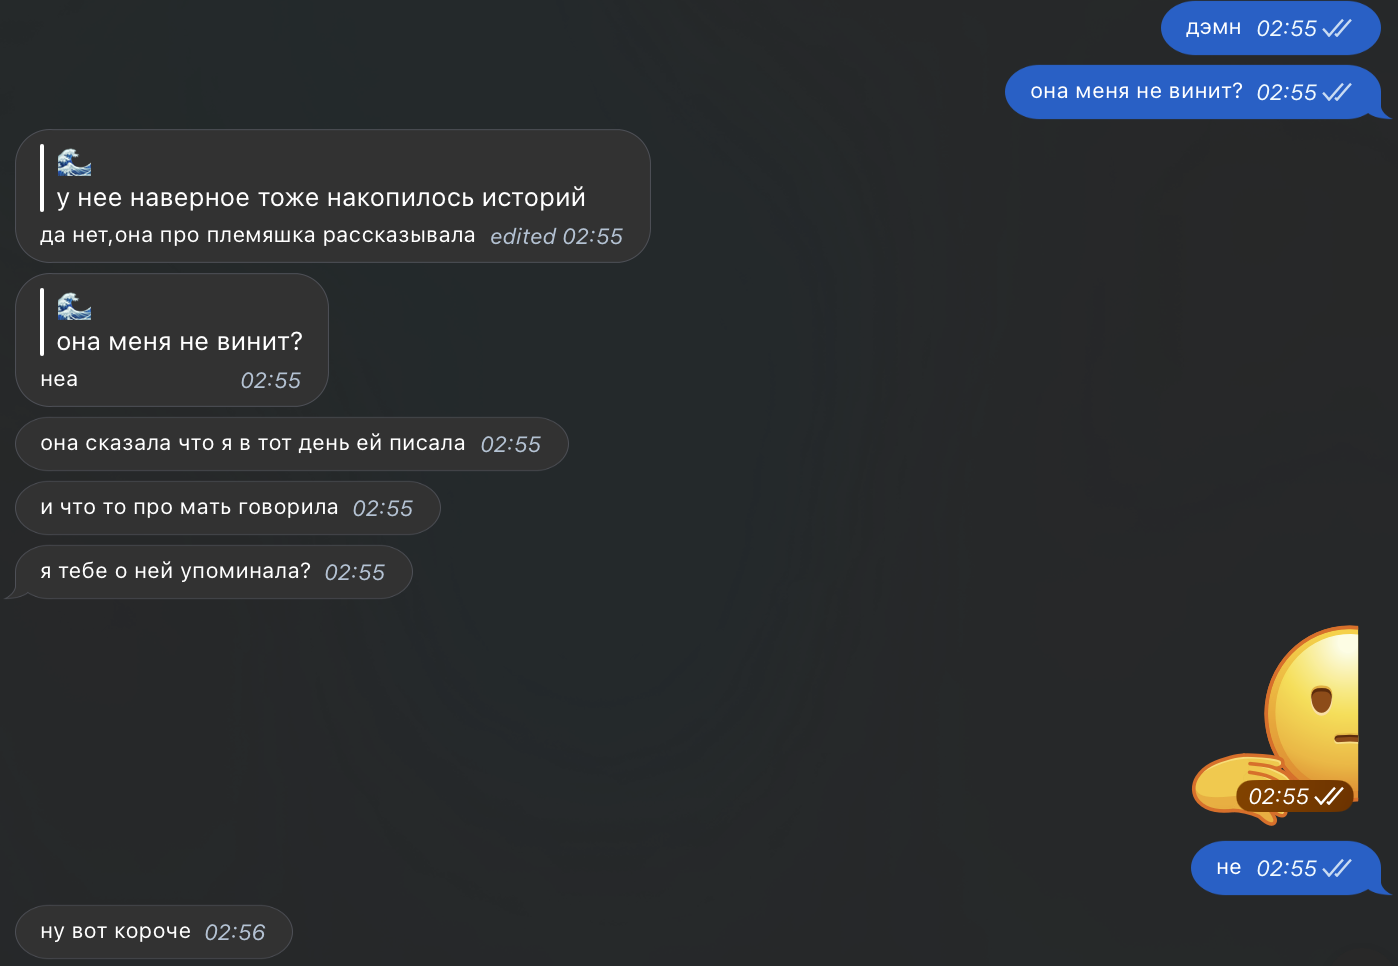 дэмн 02:55
она меня не винит? 02:55
🌊
у нее наверное тоже накопилось историй
да нет,она про племяшка рассказывала edited 02:55
🌊
она меня не винит?
неа 02:55
она сказала что я в тот день ей писала 02:55
и что то про мать говорила 02:55
я тебе о ней упоминала? 02:55
02:55
не 02:55
ну вот короче 02:56